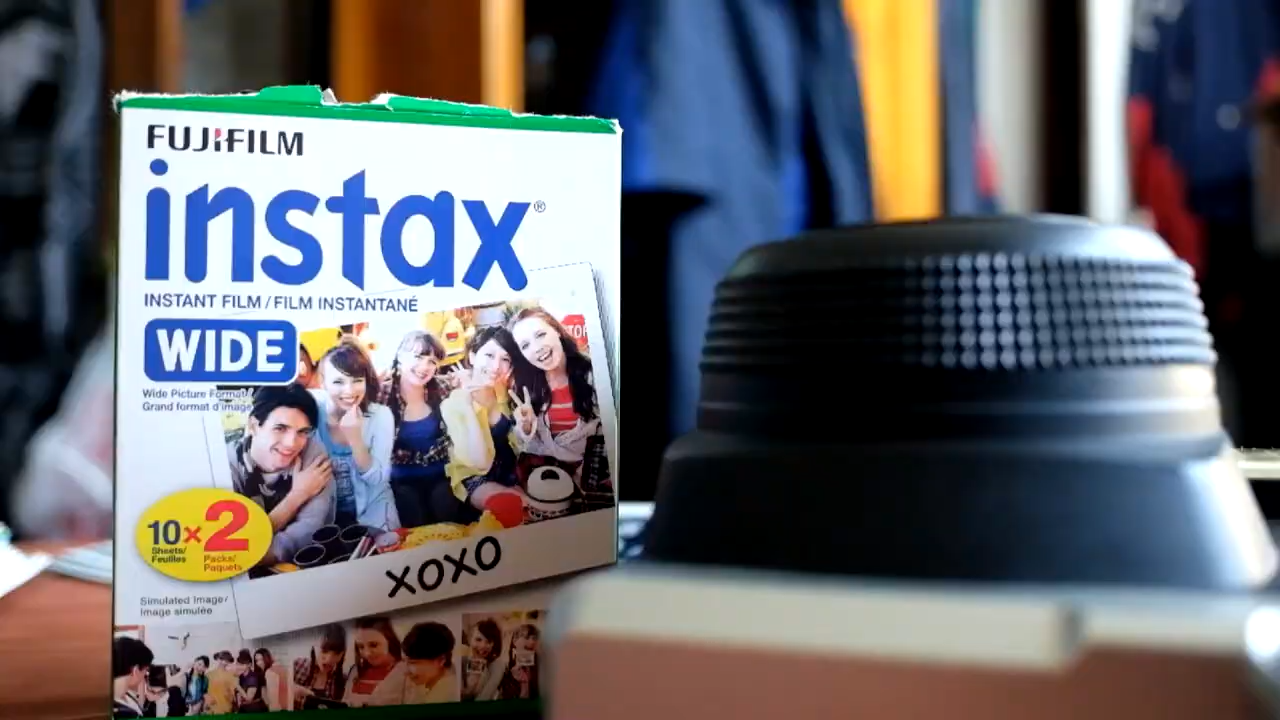 FUJIFILM
instax®
INSTANT FILM / FILM INSTANTANÉ
WIDE
Wide Picture Format/
Grand format d'image
10×2
Sheets/
Feuilles
Packs/
Paquets
XOXO
Simulated Image/
Image simulée